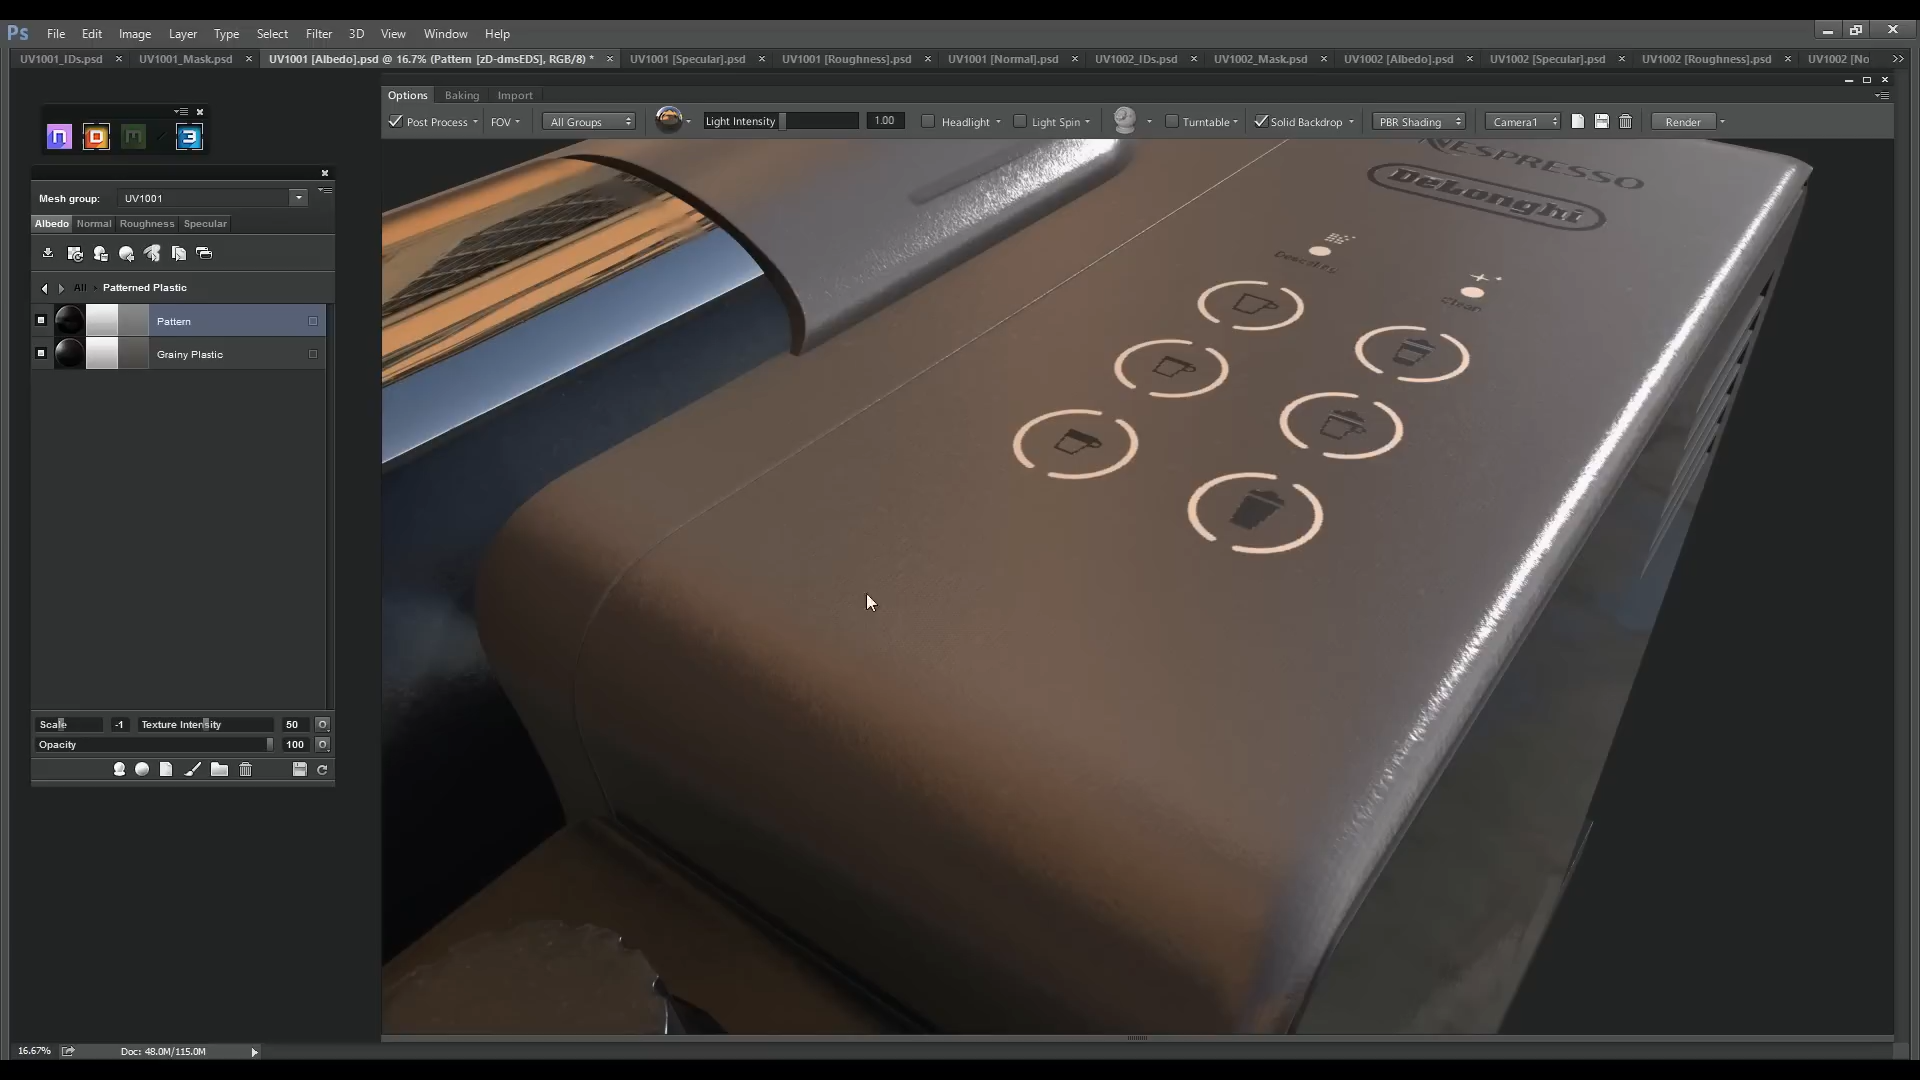 Ps File Edit Image Layer Type Select Filter 3D View Window Help
UV1001_IDs.psd × UV1001_Mask.psd × UV1001 [Albedo].psd @ 16.7% (Pattern [zD-dmsEDS], RGB/8) * × UV1001 [Specular].psd × UV1001 [Roughness].psd × UV1001 [Normal].psd × UV1002_IDs.psd × UV1002_Mask.psd × UV1002 [Albedo].psd × UV1002 [Specular].psd × UV1002 [Roughness].psd × UV1002 [No
Options Baking Import
Post Process FOV All Groups Light Intensity 1.00 Headlight Light Spin Turntable Solid Backdrop PBR Shading Camera1 Render
n D M 3
Mesh group: UV1001
Albedo Normal Roughness Specular
All Patterned Plastic
Pattern
Grainy Plastic
Scale -1 Texture Intensity 50
Opacity 100
NESPRESSO
DeLonghi
Descaling
Clean
16.67% Doc: 48.0M/115.0M